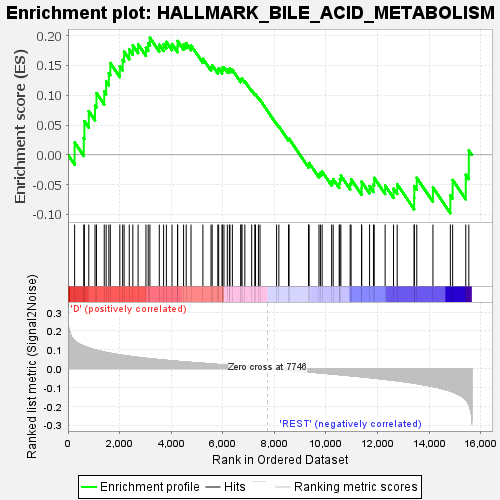 Enrichment plot: HALLMARK_BILE_ACID_METABOLISM
Enrichment score (ES)
0.20
0.15
0.10
0.05
0.00
-0.05
-0.10
'D' (positively correlated)
Ranked list metric (Signal2Noise)
0.3
0.2
0.1
0.0
-0.1
-0.2
-0.3
Zero cross at 7746
'REST' (negatively correlated)
0 2,000 4,000 6,000 8,000 10,000 12,000 14,000 16,000
Rank in Ordered Dataset
Enrichment profile Hits Ranking metric scores